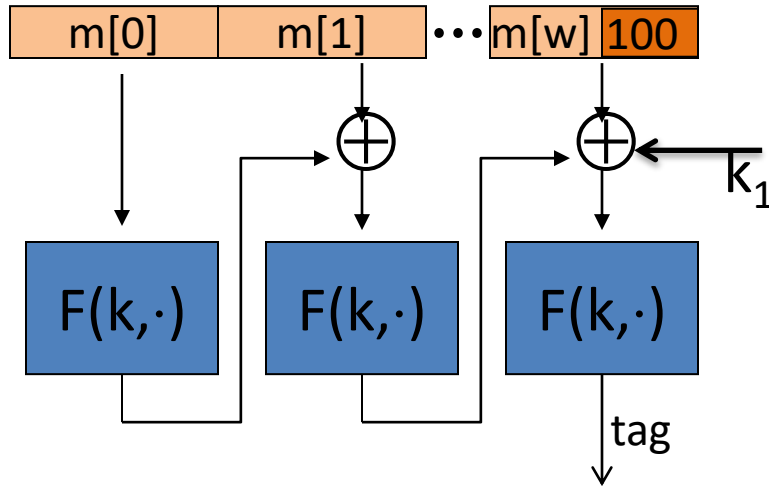 m[0] m[1] ••• m[w] 100
k₁
F(k,·) F(k,·) F(k,·)
tag